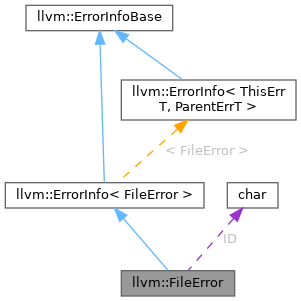 llvm::ErrorInfoBase
llvm::ErrorInfo< ThisErr
T, ParentErrT >
< FileError >
llvm::ErrorInfo< FileError >
char
ID
llvm::FileError